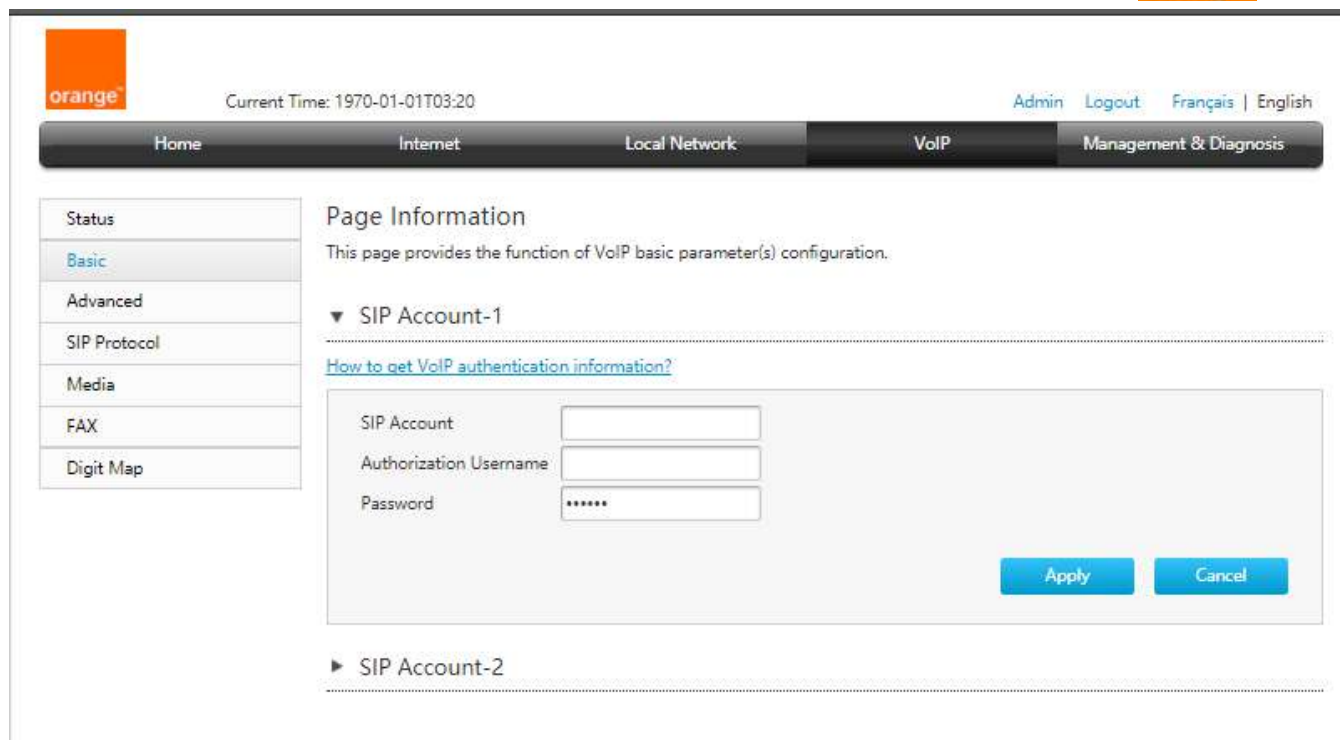 orange™
Current Time: 1970-01-01T03:20
Admin Logout Français | English
Home Internet Local Network VoIP Management & Diagnosis
Status
Basic
Advanced
SIP Protocol
Media
FAX
Digit Map
Page Information
This page provides the function of VoIP basic parameter(s) configuration.
▼ SIP Account-1
How to get VoIP authentication information?
SIP Account
Authorization Username
Password ••••••
Apply Cancel
► SIP Account-2